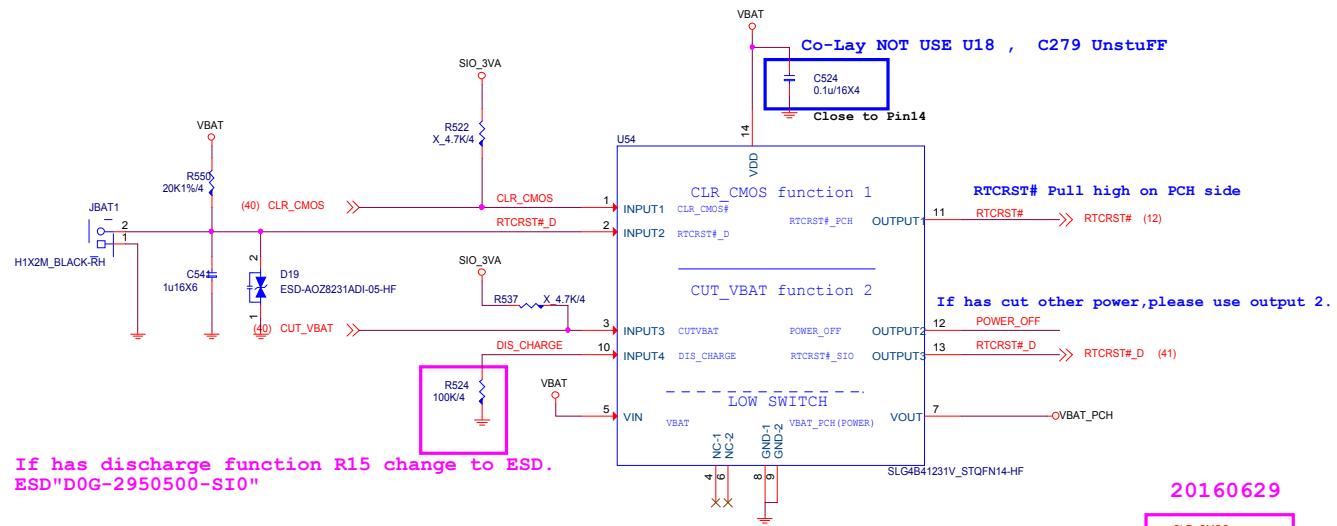 VBAT
Co-Lay NOT USE U18 , C279 UnstuFF
SIO_3VA
C524
0.1u/16X4
Close to Pin14
R522
X_4.7K/4
VBAT
R550
20K1%/4
U54
14
VDD
CLR_CMOS function 1
RTCRST# Pull high on PCH side
JBAT1
(40) CLR_CMOS
CLR_CMOS
1
INPUT1
CLR_CMOS#
RTCRST#_PCH
OUTPUT1
11
RTCRST#
RTCRST# (12)
2
1
RTCRST#_D
2
INPUT2
RTCRST#_D
H1X2M_BLACK-RH
SIO_3VA
C541
1u16X6
2
D19
ESD-AOZ8231ADI-05-HF
1
CUT_VBAT function 2
R537
X_4.7K/4
If has cut other power,please use output 2.
(40) CUT_VBAT
3
INPUT3
CUTVBAT
POWER_OFF
OUTPUT2
12
POWER_OFF
DIS_CHARGE
10
INPUT4
DIS_CHARGE
RTCRST#_SIO
OUTPUT3
13
RTCRST#_D
RTCRST#_D (41)
R524
100K/4
VBAT
LOW SWITCH
5
VIN
VBAT
VBAT_PCH(POWER)
VOUT
7
VBAT_PCH
NC-1
NC-2
GND-1
GND-2
4
6
8
9
SLG4B41231V_STQFN14-HF
If has discharge function R15 change to ESD.
ESD"D0G-2950500-SI0"
20160629